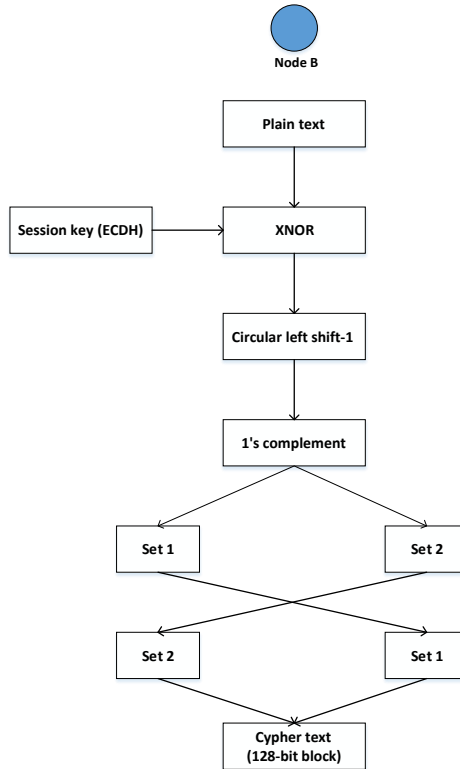 Node B
Plain text
Session key (ECDH)
XNOR
Circular left shift-1
1's complement
Set 1
Set 2
Set 2
Set 1
Cypher text
(128-bit block)